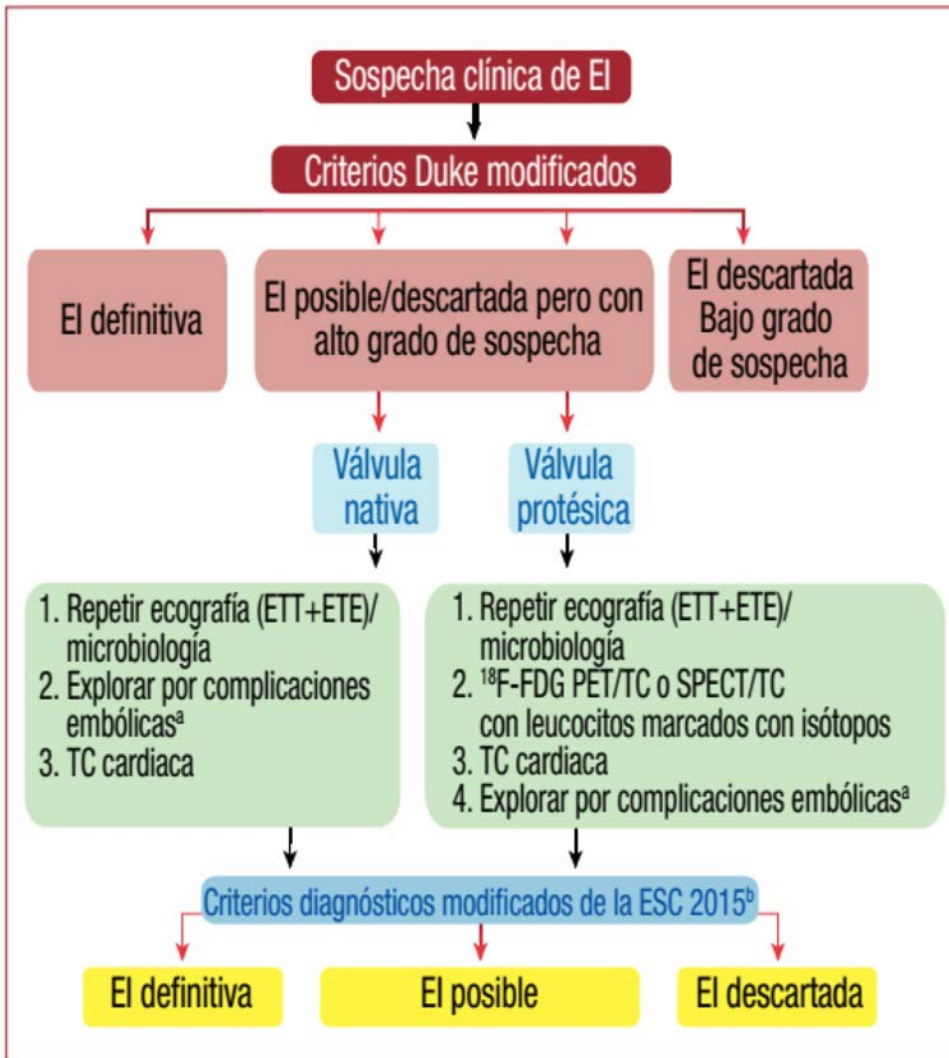 Sospecha clínica de EI
Criterios Duke modificados
EI definitiva
EI posible/descartada pero con
alto grado de sospecha
EI descartada
Bajo grado
de sospecha
Válvula
nativa
Válvula
protésica
1. Repetir ecografía (ETT+ETE)/
microbiología
2. Explorar por complicaciones
embólicasᵃ
3. TC cardiaca
1. Repetir ecografía (ETT+ETE)/
microbiología
2. ¹⁸F-FDG PET/TC o SPECT/TC
con leucocitos marcados con isótopos
3. TC cardiaca
4. Explorar por complicaciones embólicasᵃ
Criterios diagnósticos modificados de la ESC 2015ᵇ
EI definitiva
EI posible
EI descartada